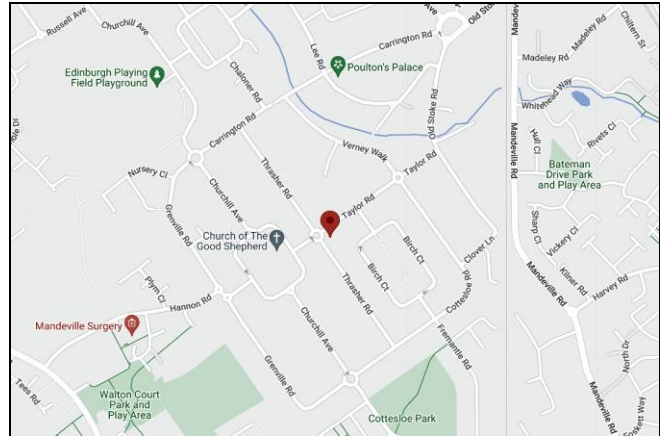 Russell Ave
Churchill Ave
Edinburgh Playing
Field Playground
Chaloner Rd
Lee Rd
Carrington Rd
Poulton's Palace
Old Stoke Rd
Mandeville Rd
Madeley Rd
Madeley Rd
Chiltern St
Whitehead Way
Old Stoke Rd
Carrington Rd
Verney Walk
Mandeville Rd
Hull Cl
Rivets Cl
Bateman
Drive Park
and Play Area
Nursery Cl
Thrasher Rd
Taylor Rd
Taylor Rd
Grenville Rd
Churchill Ave
Church of The
Good Shepherd
Birch Ct
Birch Ct
Clover Ln
Sharp Cl
Vickery Cl
Kilner Rd
Harvey Rd
Mandeville Rd
Plym Cl
Hannon Rd
Thrasher Rd
Cottesloe Rd
Fremantle Rd
Mandeville Surgery
Churchill Ave
Grenville Rd
Tees Rd
Walton Court
Park and
Play Area
Cottesloe Park
Mandeville Rd
North Dr